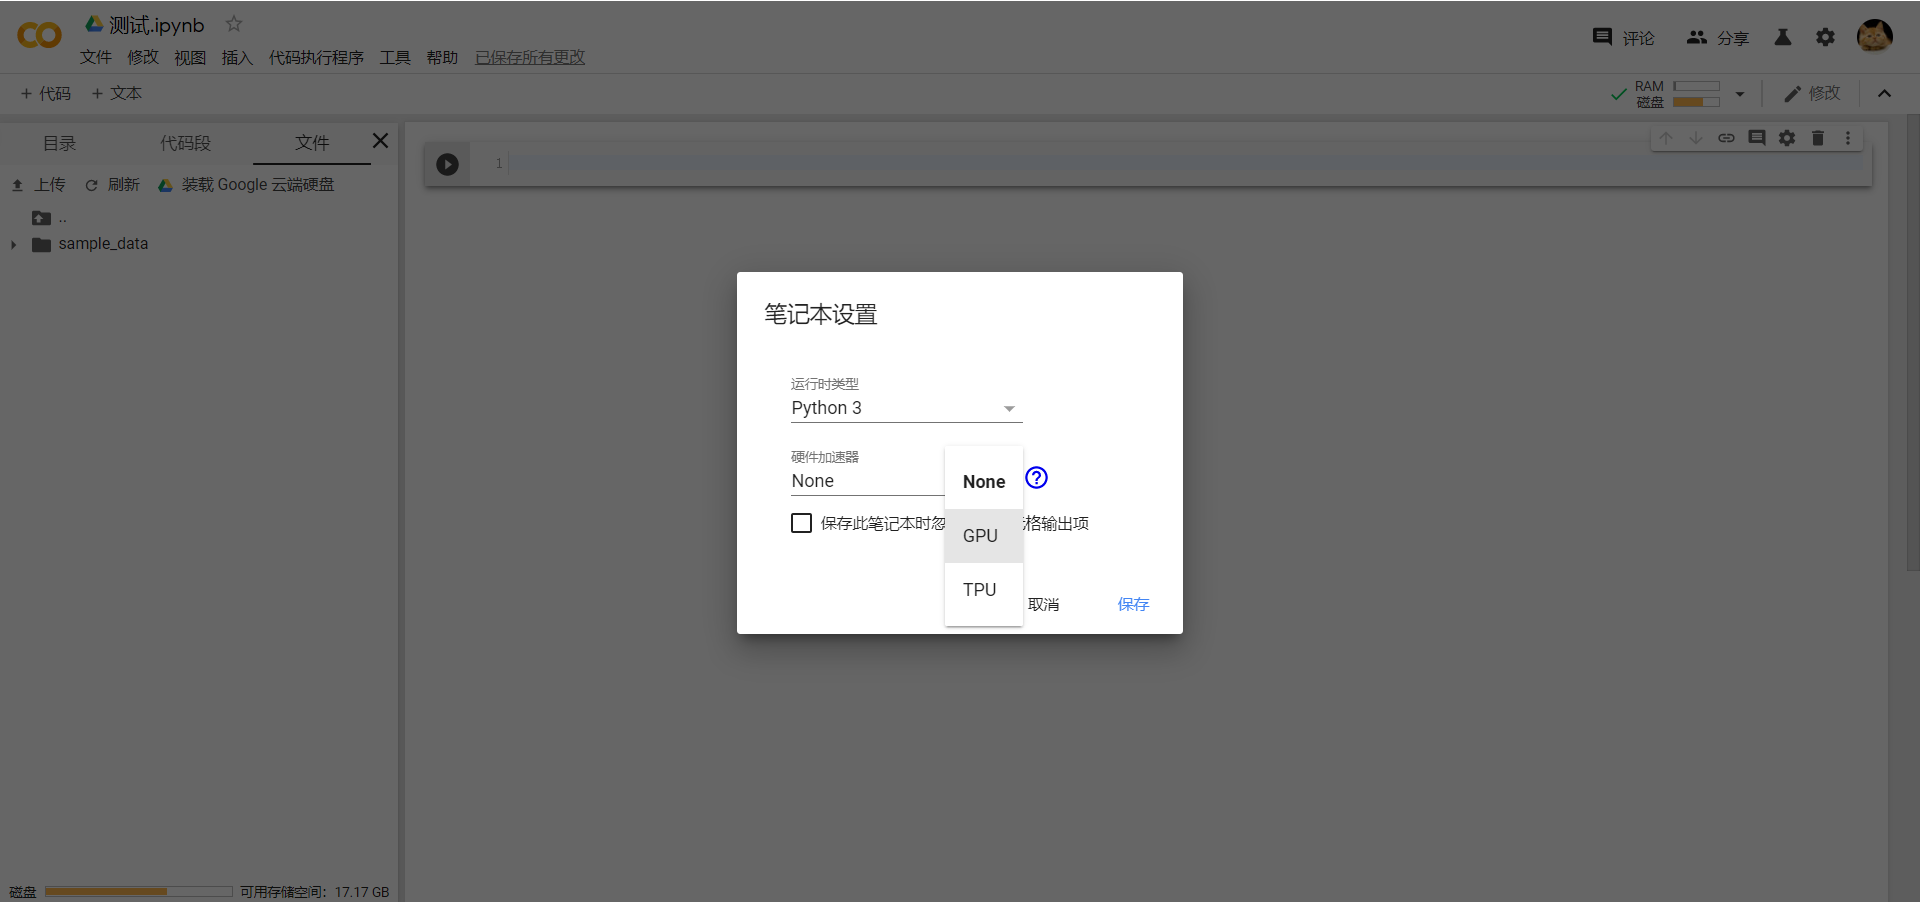 测试.ipynb
文件 修改 视图 插入 代码执行程序 工具 帮助 已保存所有更改
评论 分享
+ 代码 + 文本
RAM
磁盘
修改
目录 代码段 文件
上传 刷新 装载 Google 云端硬盘
..
sample_data
1
笔记本设置
运行时类型
Python 3
硬件加速器
None
None
GPU
TPU
保存此笔记本时忽 格输出项
取消 保存
磁盘 可用存储空间：17.17 GB